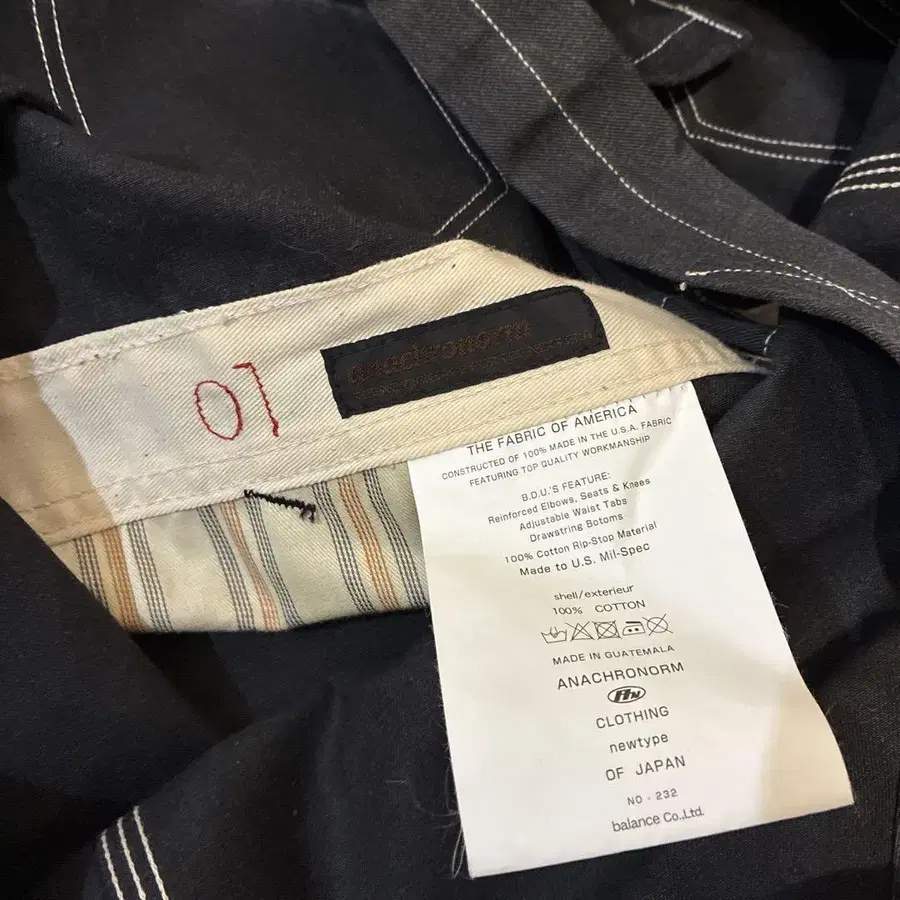 01
anachronorm
THE FABRIC OF AMERICA
CONSTRUCTED OF 100% MADE IN THE U.S.A. FABRIC
FEATURING TOP QUALITY WORKMANSHIP
B.D.U.'S FEATURE:
Reinforced Elbows, Seats & Knees
Adjustable Waist Tabs
Drawstring Botoms
100% Cotton Rip-Stop Material
Made to U.S. Mil-Spec
shell/exterieur
100% COTTON
MADE IN GUATEMALA
ANACHRONORM
CLOTHING
newtype
OF JAPAN
NO - 232
balance Co.,Ltd.